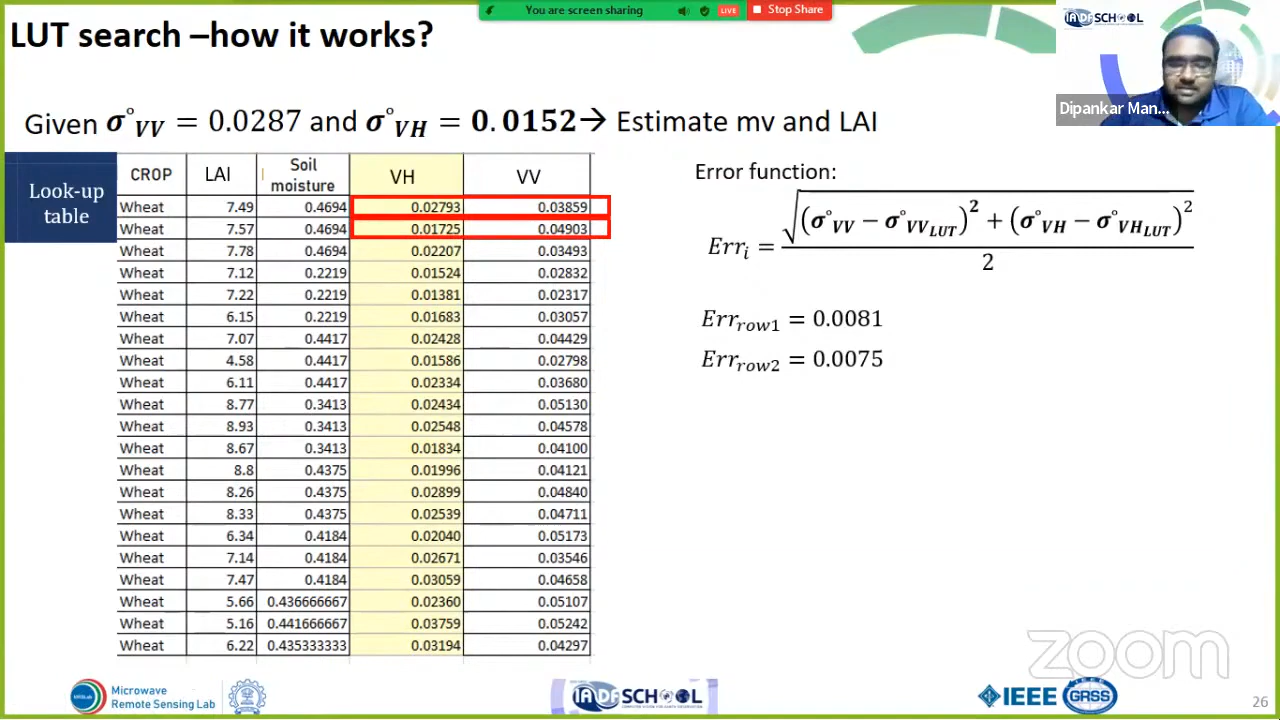 You are screen sharing LIVE Stop Share
LUT search –how it works?
IADF SCHOOL
Dipankar Man...
Given σ°VV = 0.0287 and σ°VH = 0.0152→ Estimate mv and LAI
Look-up
table
CROP LAI Soil moisture VH VV
Wheat 7.49 0.4694 0.02793 0.03859
Wheat 7.57 0.4694 0.01725 0.04903
Wheat 7.78 0.4694 0.02207 0.03493
Wheat 7.12 0.2219 0.01524 0.02832
Wheat 7.22 0.2219 0.01381 0.02317
Wheat 6.15 0.2219 0.01683 0.03057
Wheat 7.07 0.4417 0.02428 0.04429
Wheat 4.58 0.4417 0.01586 0.02798
Wheat 6.11 0.4417 0.02334 0.03680
Wheat 8.77 0.3413 0.02434 0.05130
Wheat 8.93 0.3413 0.02548 0.04578
Wheat 8.67 0.3413 0.01834 0.04100
Wheat 8.8 0.4375 0.01996 0.04121
Wheat 8.26 0.4375 0.02899 0.04840
Wheat 8.33 0.4375 0.02539 0.04711
Wheat 6.34 0.4184 0.02040 0.05173
Wheat 7.14 0.4184 0.02671 0.03546
Wheat 7.47 0.4184 0.03059 0.04658
Wheat 5.66 0.436666667 0.02360 0.05107
Wheat 5.16 0.441666667 0.03759 0.05242
Wheat 6.22 0.435333333 0.03194 0.04297
Error function:
Err_i = √((σ°VV − σ°VV_LUT)² + (σ°VH − σ°VH_LUT)²) / 2
Err_row1 = 0.0081
Err_row2 = 0.0075
zoom
Microwave
Remote Sensing Lab
IADF SCHOOL
IEEE GRSS
26